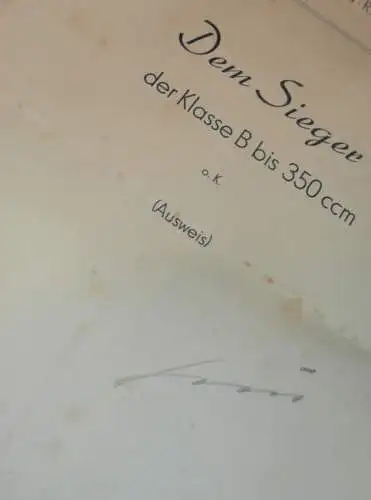 Dem Sieger
der Klasse B bis 350 ccm
o. K.
(Ausweis)